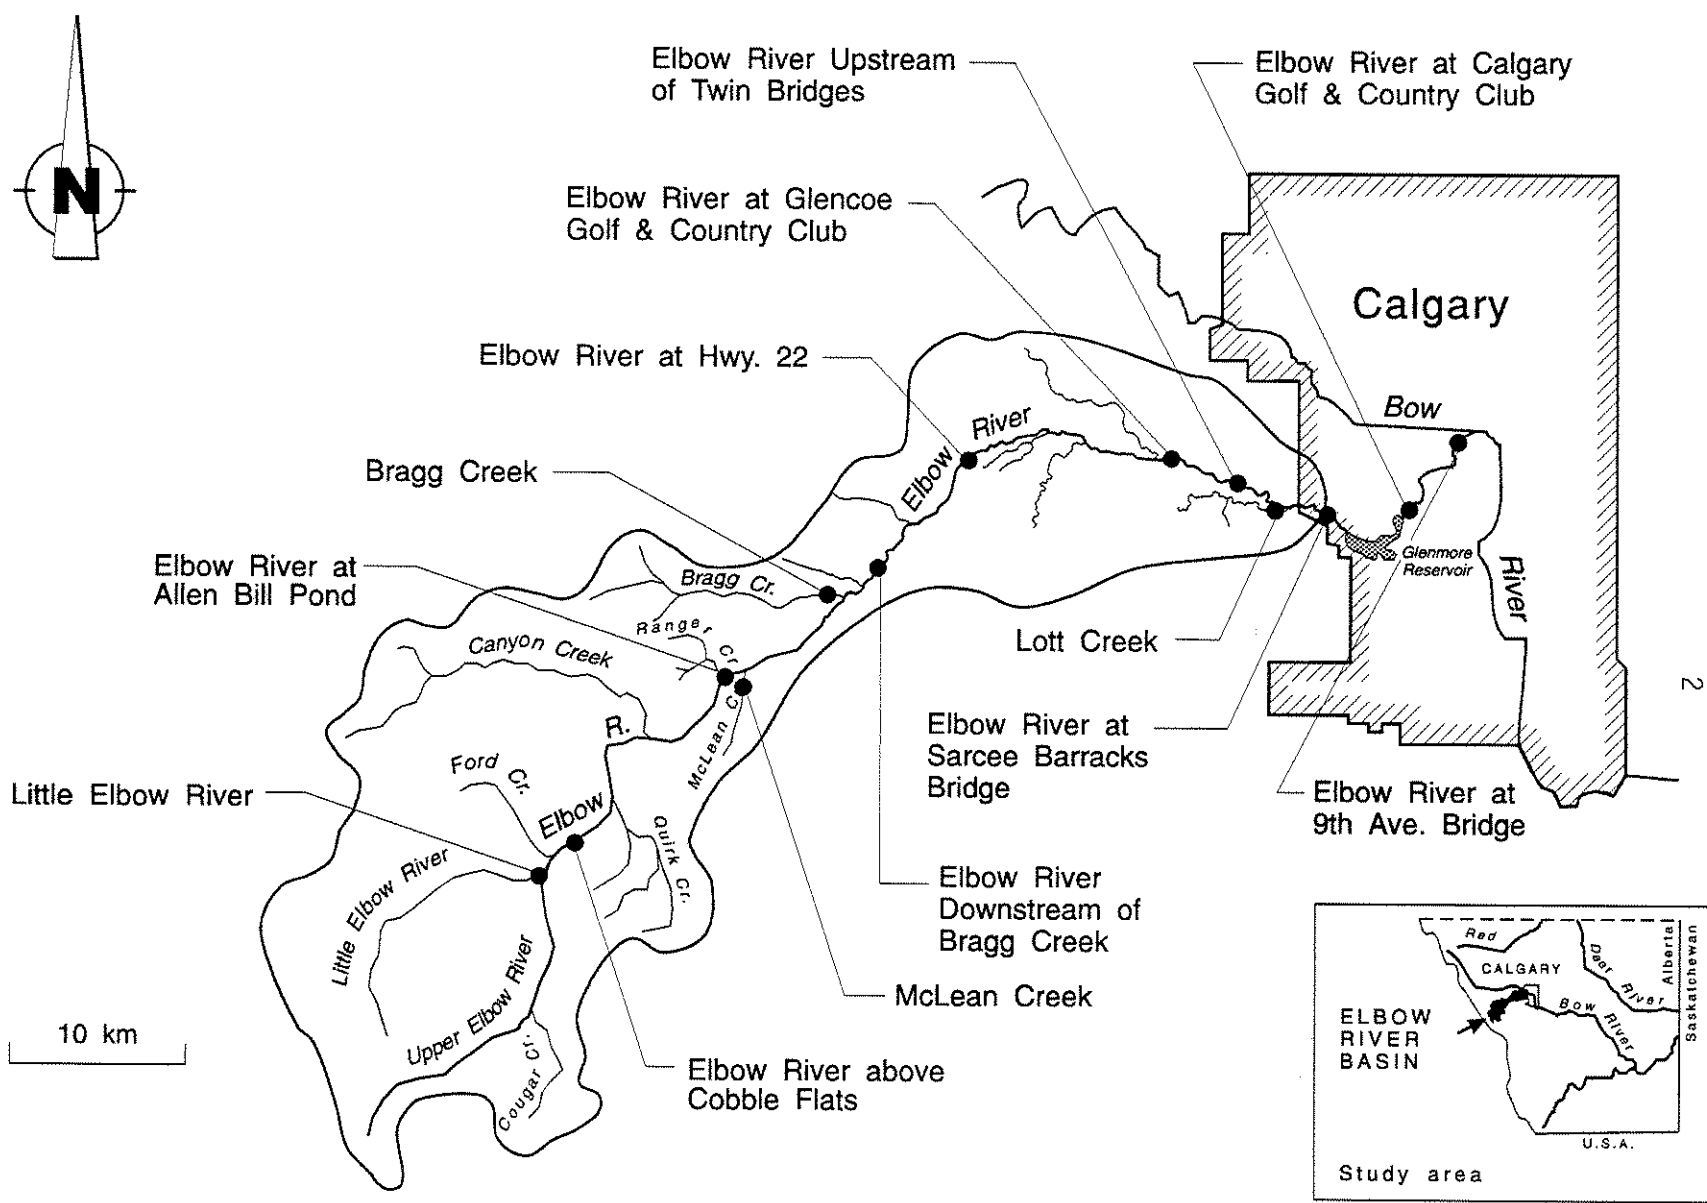 N
Elbow River Upstream
of Twin Bridges
Elbow River at Calgary
Golf & Country Club
Elbow River at Glencoe
Golf & Country Club
Calgary
Elbow River at Hwy. 22
Bow
River
Elbow
River
Bragg Creek
Glenmore
Reservoir
Elbow River at
Allen Bill Pond
Bragg Cr.
Ranger Cr.
Canyon Creek
Lott Creek
2
R.
McLean C.
Elbow River at
Sarcee Barracks
Bridge
Ford Cr.
Little Elbow River
Elbow
Elbow River at
9th Ave. Bridge
Quirk Cr.
Little Elbow River
Elbow River
Downstream of
Bragg Creek
Upper Elbow River
McLean Creek
10 km
Cougar Cr.
Elbow River above
Cobble Flats
Red
Deer River
Alberta
Saskatchewan
CALGARY
Bow River
ELBOW
RIVER
BASIN
U.S.A.
Study area